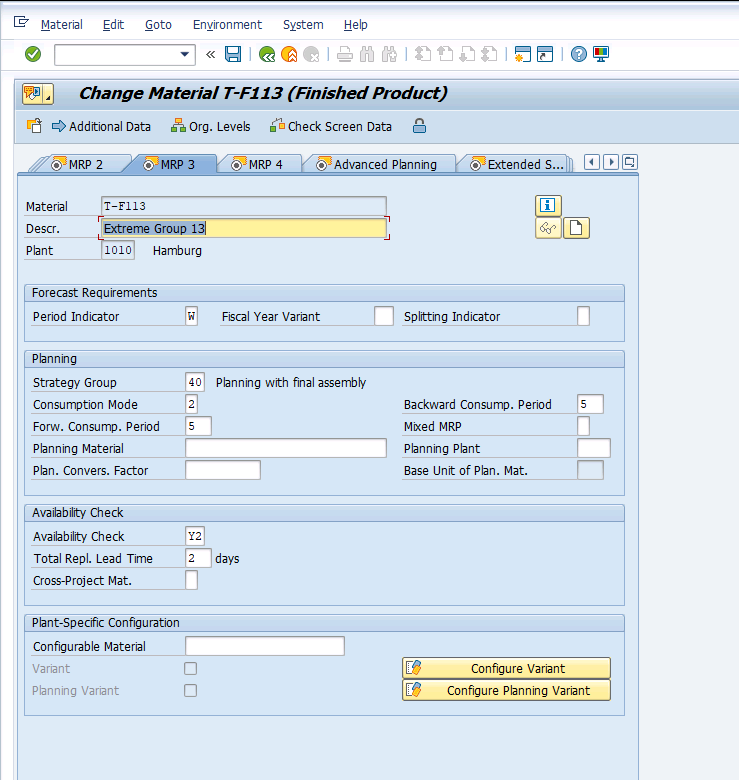 Material Edit Goto Environment System Help
«
Change Material T-F113 (Finished Product)
Additional Data Org. Levels Check Screen Data
MRP 2 MRP 3 MRP 4 Advanced Planning Extended S...
Material T-F113
Descr. Extreme Group 13
Plant 1010 Hamburg
Forecast Requirements
Period Indicator W Fiscal Year Variant Splitting Indicator
Planning
Strategy Group 40 Planning with final assembly
Consumption Mode 2 Backward Consump. Period 5
Forw. Consump. Period 5 Mixed MRP
Planning Material Planning Plant
Plan. Convers. Factor Base Unit of Plan. Mat.
Availability Check
Availability Check Y2
Total Repl. Lead Time 2 days
Cross-Project Mat.
Plant-Specific Configuration
Configurable Material
Variant Configure Variant
Planning Variant Configure Planning Variant